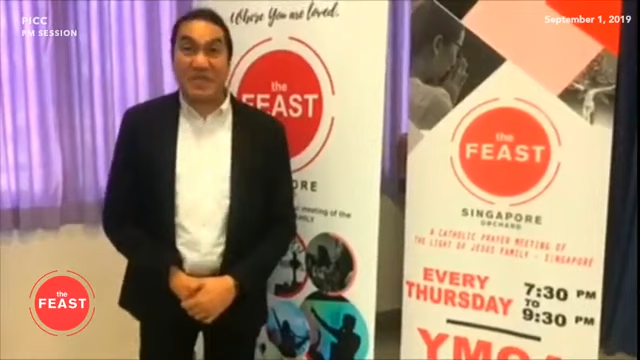 PICC
PM SESSION
September 1, 2019
Where You are loved.
the
FEAST
ORE
meeting of the
FAMILY
the
FEAST
SINGAPORE
ORCHARD
A CATHOLIC PRAYER MEETING OF
THE LIGHT OF JESUS FAMILY - SINGAPORE
EVERY
THURSDAY
7:30 PM
TO
9:30 PM
the
FEAST